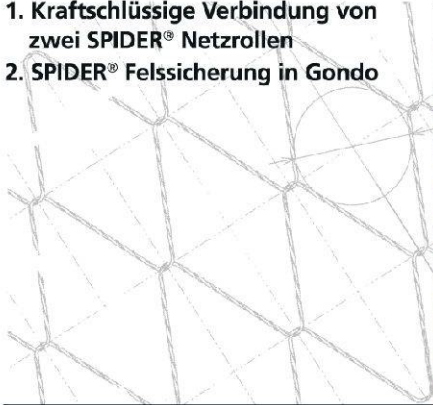 1. Kraftschlüssige Verbindung von
zwei SPIDER® Netzrollen
2. SPIDER® Felssicherung in Gondo